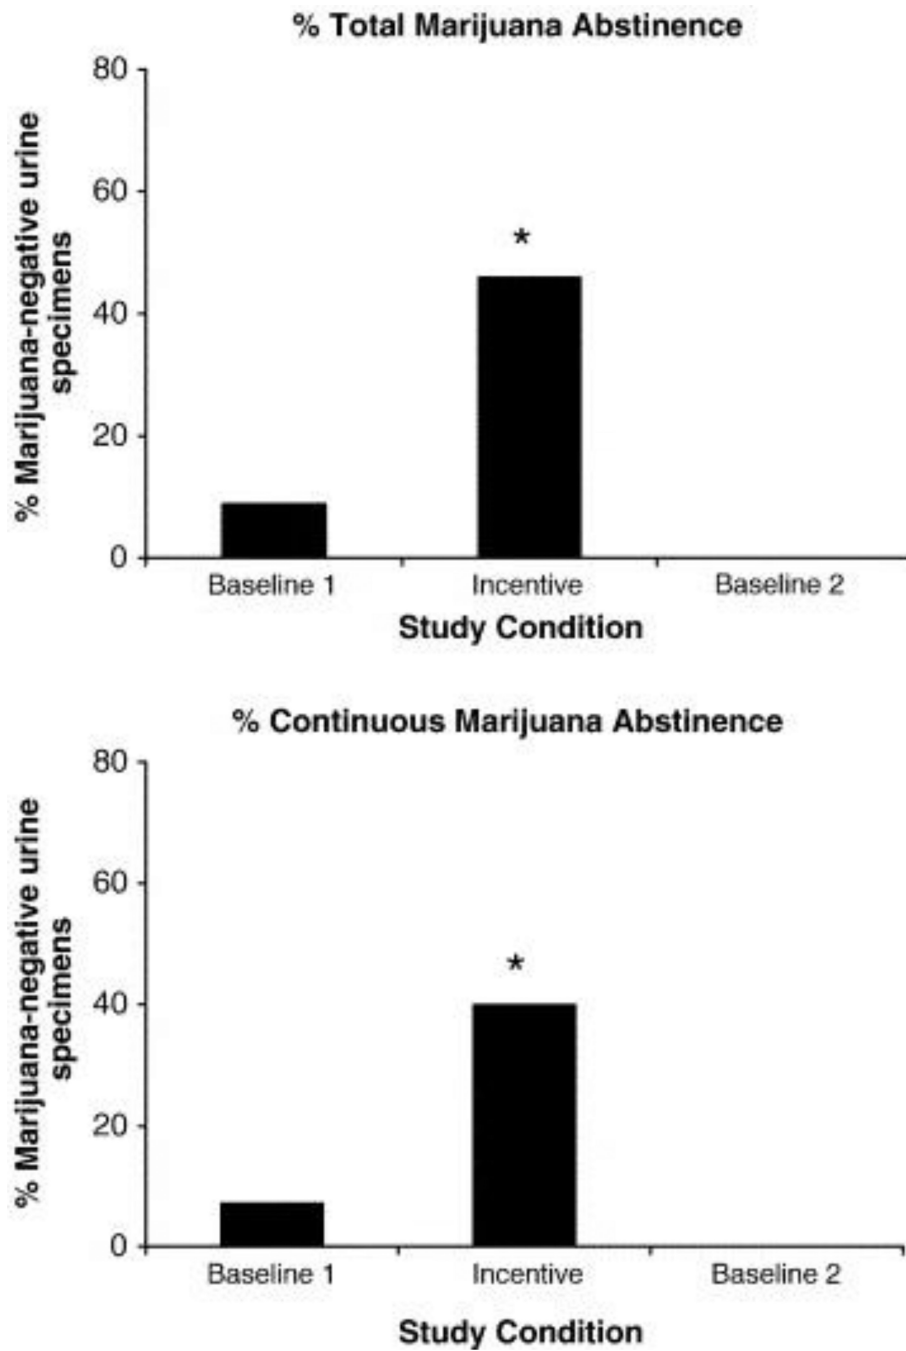 % Total Marijuana Abstinence
% Marijuana-negative urine
specimens
80
60
40
20
0
*
Baseline 1 Incentive Baseline 2
Study Condition
% Continuous Marijuana Abstinence
% Marijuana-negative urine
specimens
80
60
40
20
0
*
Baseline 1 Incentive Baseline 2
Study Condition